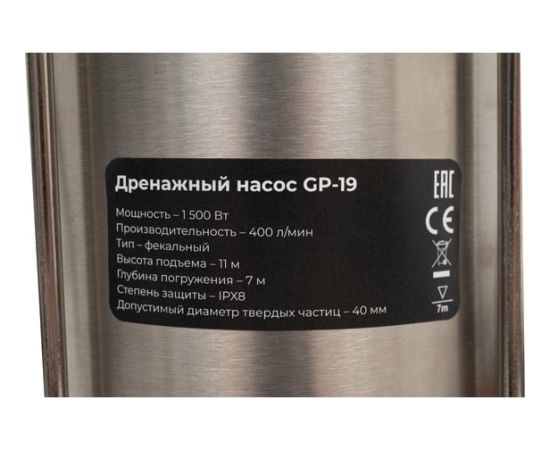 Дренажный насос GP-19
Мощность – 1 500 Вт
Производительность – 400 л/мин
Тип – фекальный
Высота подъема – 11 м
Глубина погружения – 7 м
Степень защиты – IPX8
Допустимый диаметр твердых частиц – 40 мм
EAC
CE
7m